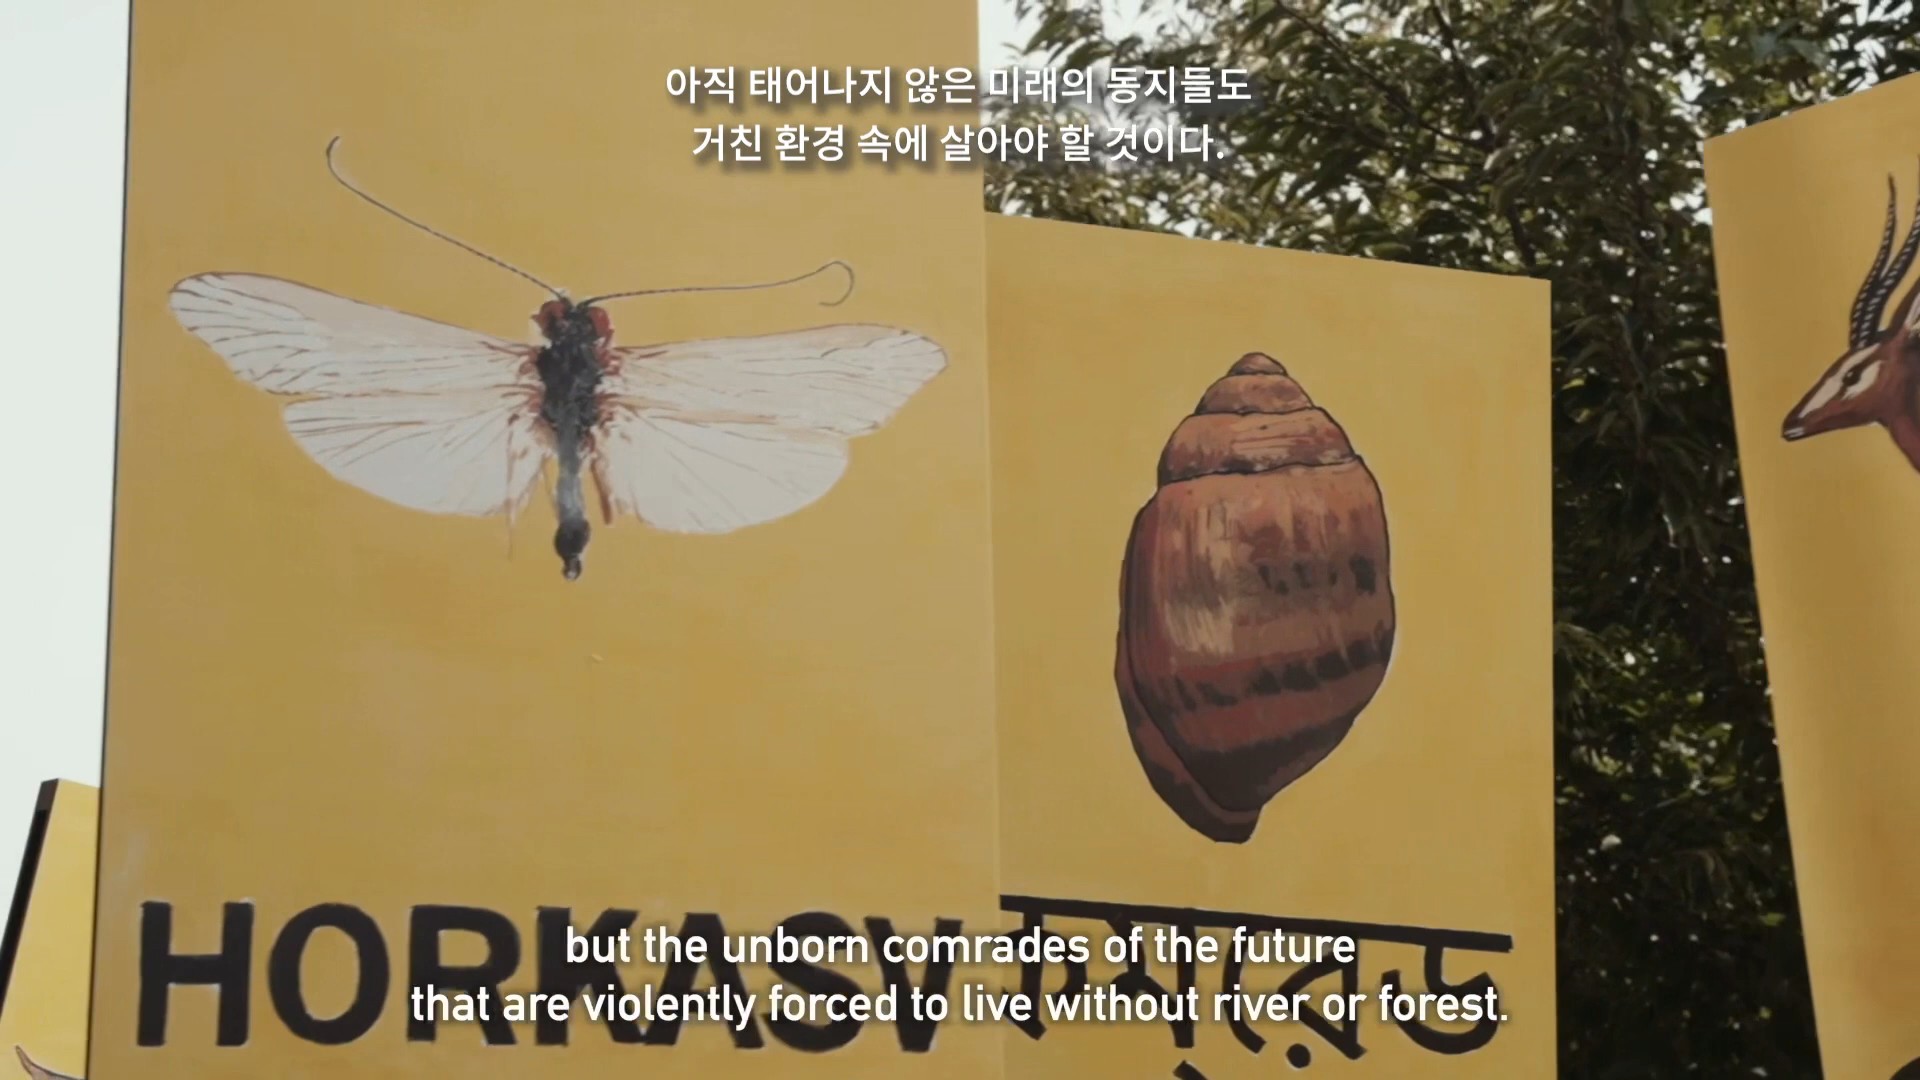 아직 태어나지 않은 미래의 동지들도
거친 환경 속에 살아야 할 것이다.
HORKASV
কমরেড
but the unborn comrades of the future
that are violently forced to live without river or forest.